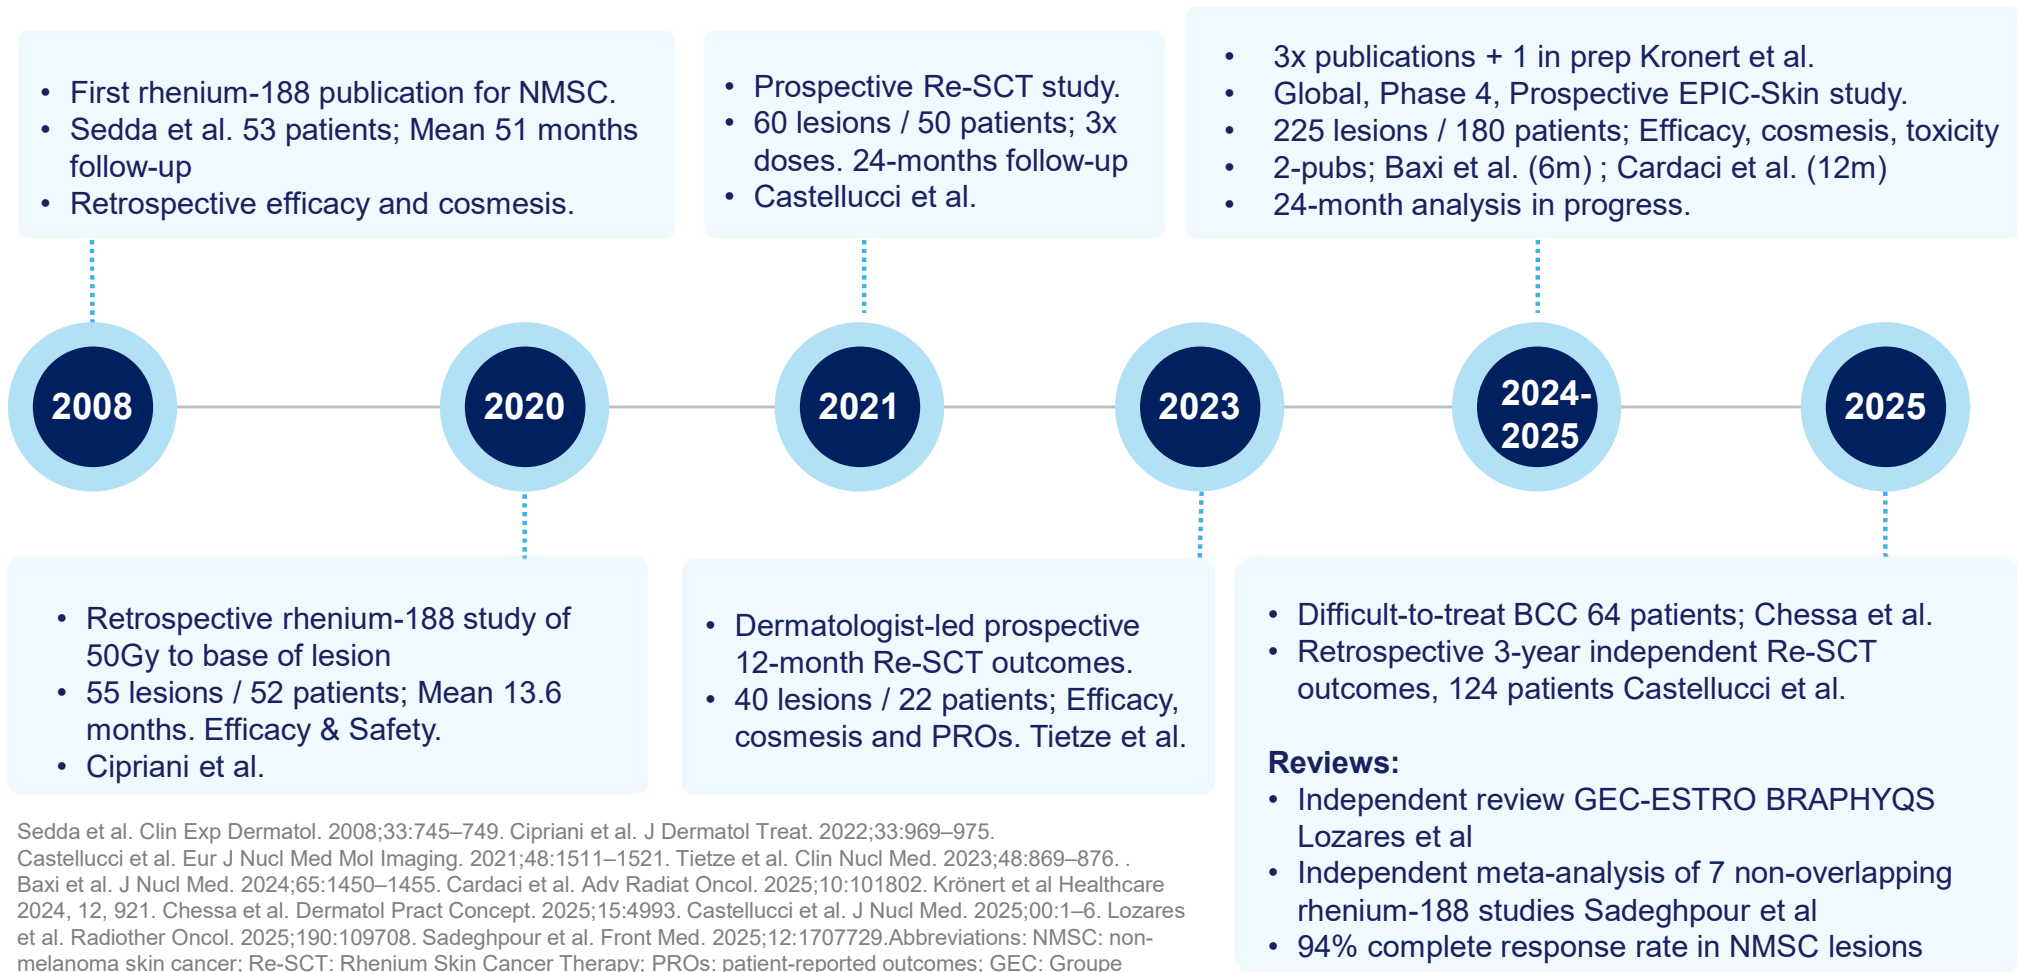 • First rhenium-188 publication for NMSC.
• Sedda et al. 53 patients; Mean 51 months
follow-up
• Retrospective efficacy and cosmesis.
• Prospective Re-SCT study.
• 60 lesions / 50 patients; 3x
doses. 24-months follow-up
• Castellucci et al.
• 3x publications + 1 in prep Kronert et al.
• Global, Phase 4, Prospective EPIC-Skin study.
• 225 lesions / 180 patients; Efficacy, cosmesis, toxicity
• 2-pubs; Baxi et al. (6m) ; Cardaci et al. (12m)
• 24-month analysis in progress.
2008
2020
2021
2023
2024-
2025
2025
• Retrospective rhenium-188 study of
50Gy to base of lesion
• 55 lesions / 52 patients; Mean 13.6
months. Efficacy & Safety.
• Cipriani et al.
• Dermatologist-led prospective
12-month Re-SCT outcomes.
• 40 lesions / 22 patients; Efficacy,
cosmesis and PROs. Tietze et al.
• Difficult-to-treat BCC 64 patients; Chessa et al.
• Retrospective 3-year independent Re-SCT
outcomes, 124 patients Castellucci et al.
Reviews:
• Independent review GEC-ESTRO BRAPHYQS
Lozares et al
• Independent meta-analysis of 7 non-overlapping
rhenium-188 studies Sadeghpour et al
• 94% complete response rate in NMSC lesions
Sedda et al. Clin Exp Dermatol. 2008;33:745–749. Cipriani et al. J Dermatol Treat. 2022;33:969–975.
Castellucci et al. Eur J Nucl Med Mol Imaging. 2021;48:1511–1521. Tietze et al. Clin Nucl Med. 2023;48:869–876. .
Baxi et al. J Nucl Med. 2024;65:1450–1455. Cardaci et al. Adv Radiat Oncol. 2025;10:101802. Krönert et al Healthcare
2024, 12, 921. Chessa et al. Dermatol Pract Concept. 2025;15:4993. Castellucci et al. J Nucl Med. 2025;00:1–6. Lozares
et al. Radiother Oncol. 2025;190:109708. Sadeghpour et al. Front Med. 2025;12:1707729.Abbreviations: NMSC: non-
melanoma skin cancer; Re-SCT: Rhenium Skin Cancer Therapy; PROs: patient-reported outcomes; GEC: Groupe